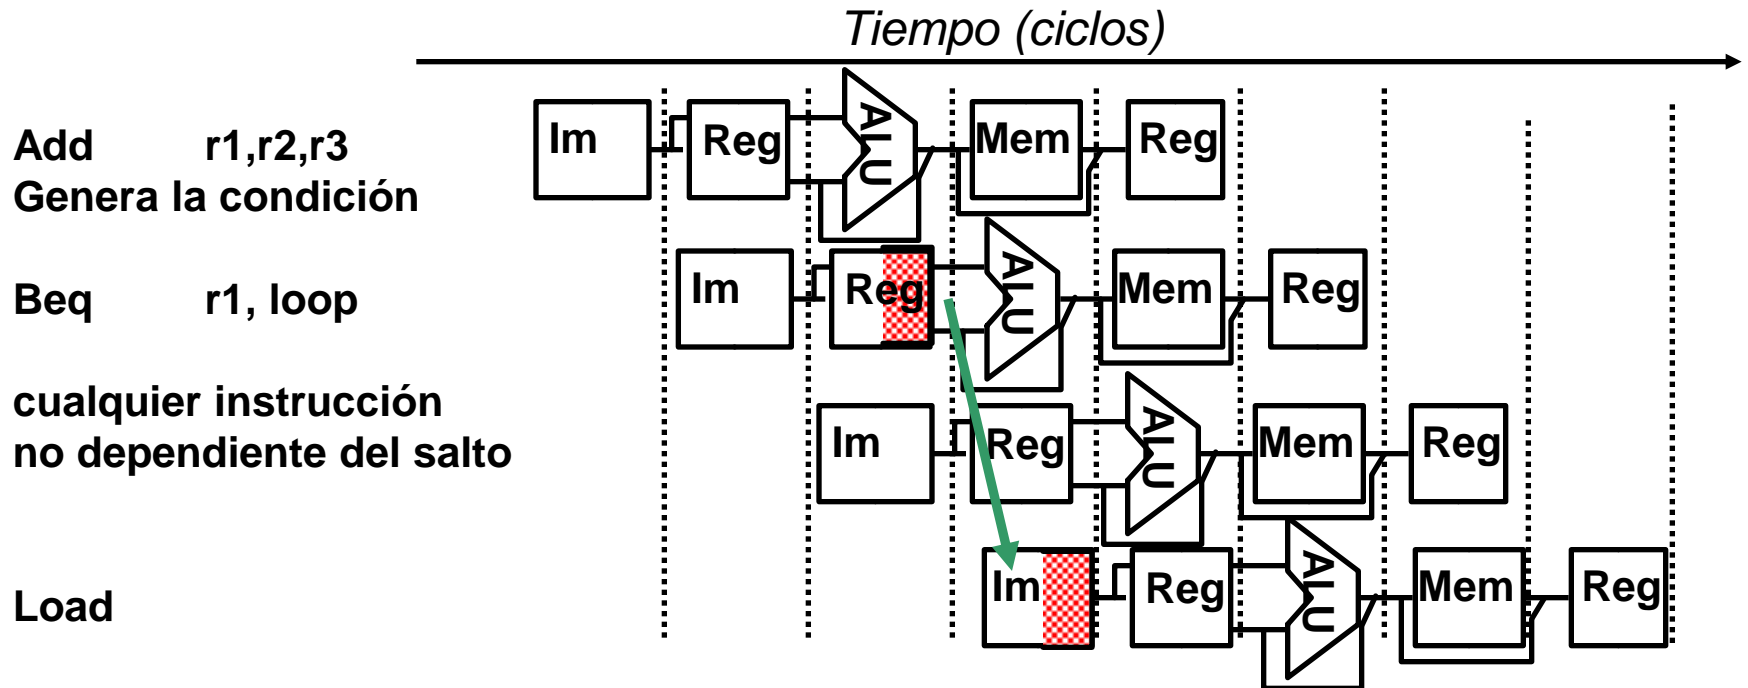 Tiempo (ciclos)
Add r1,r2,r3
Genera la condición
Im Reg ALU Mem Reg
Beq r1, loop
Im Reg ALU Mem Reg
cualquier instrucción
no dependiente del salto
Im Reg ALU Mem Reg
Load
Im Reg ALU Mem Reg